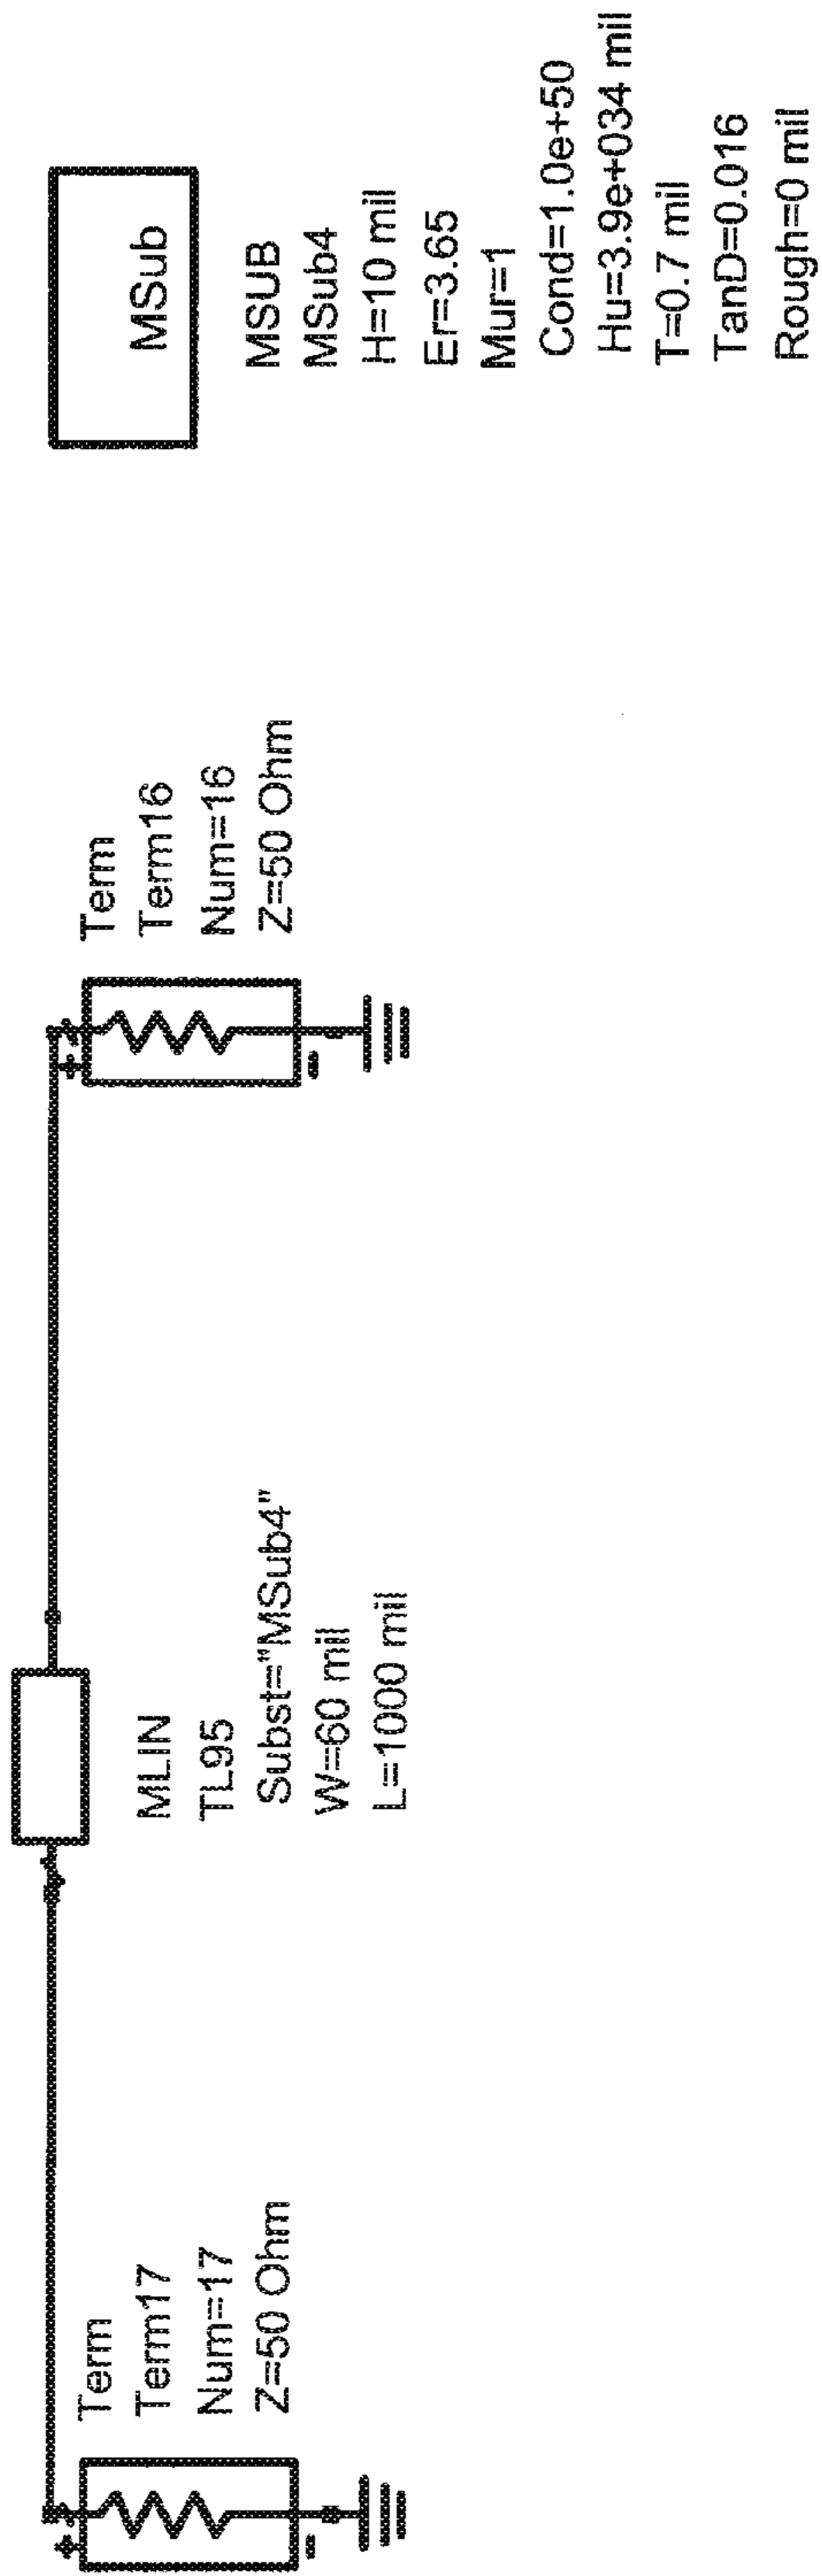 Term
Term17
Num=17
Z=50 Ohm
MLIN
TL95
Subst="MSub4"
W=60 mil
L=1000 mil
Term
Term16
Num=16
Z=50 Ohm
MSub
MSUB
MSub4
H=10 mil
Er=3.65
Mur=1
Cond=1.0e+50
Hu=3.9e+034 mil
T=0.7 mil
TanD=0.016
Rough=0 mil